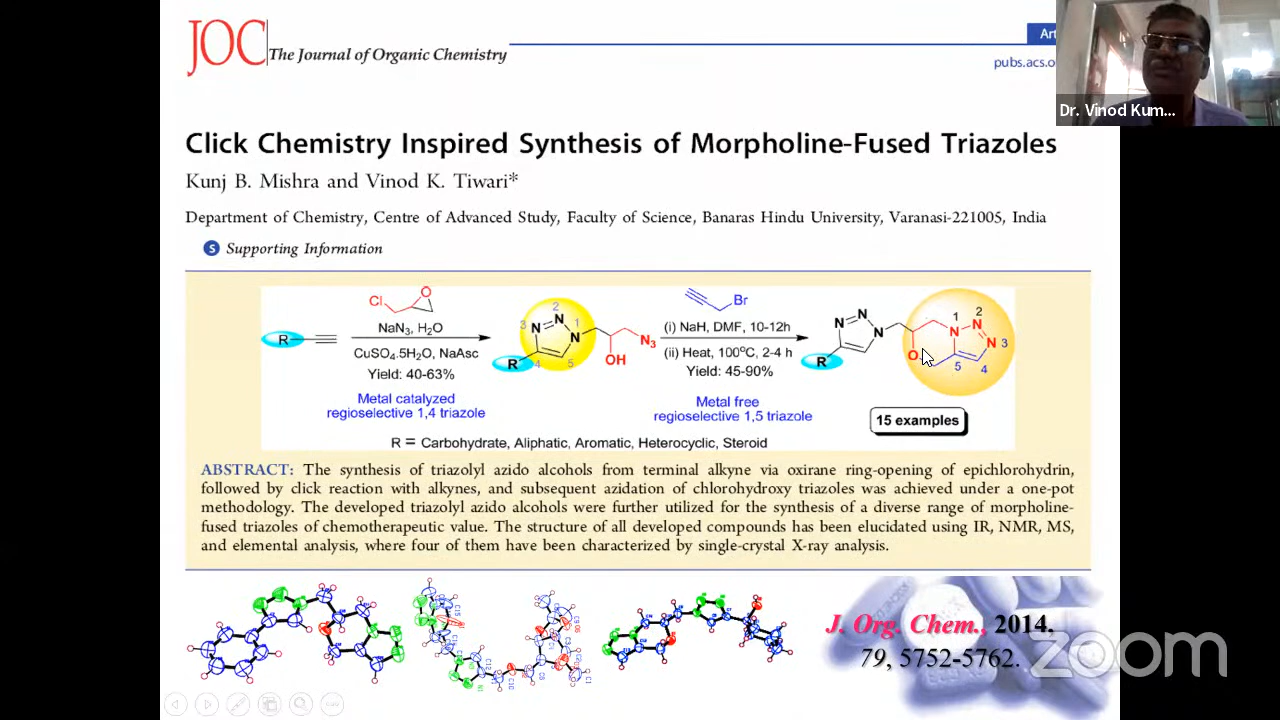 JOC The Journal of Organic Chemistry
Art
pubs.acs.o
Dr. Vinod Kum...
Click Chemistry Inspired Synthesis of Morpholine-Fused Triazoles
Kunj B. Mishra and Vinod K. Tiwari*
Department of Chemistry, Centre of Advanced Study, Faculty of Science, Banaras Hindu University, Varanasi-221005, India
S Supporting Information
Cl O
NaN₃, H₂O
CuSO₄.5H₂O, NaAsc
Yield: 40-63%
Metal catalyzed
regioselective 1,4 triazole
R
N N N 1 2 3 4 5 R OH N₃
Br
(i) NaH, DMF, 10-12h
(ii) Heat, 100°C, 2-4 h
Yield: 45-90%
Metal free
regioselective 1,5 triazole
N N N R O N N N 1 2 3 4 5
15 examples
R = Carbohydrate, Aliphatic, Aromatic, Heterocyclic, Steroid
ABSTRACT: The synthesis of triazolyl azido alcohols from terminal alkyne via oxirane ring-opening of epichlorohydrin,
followed by click reaction with alkynes, and subsequent azidation of chlorohydroxy triazoles was achieved under a one-pot
methodology. The developed triazolyl azido alcohols were further utilized for the synthesis of a diverse range of morpholine-
fused triazoles of chemotherapeutic value. The structure of all developed compounds has been elucidated using IR, NMR, MS,
and elemental analysis, where four of them have been characterized by single-crystal X-ray analysis.
J. Org. Chem., 2014,
79, 5752-5762.
zoom